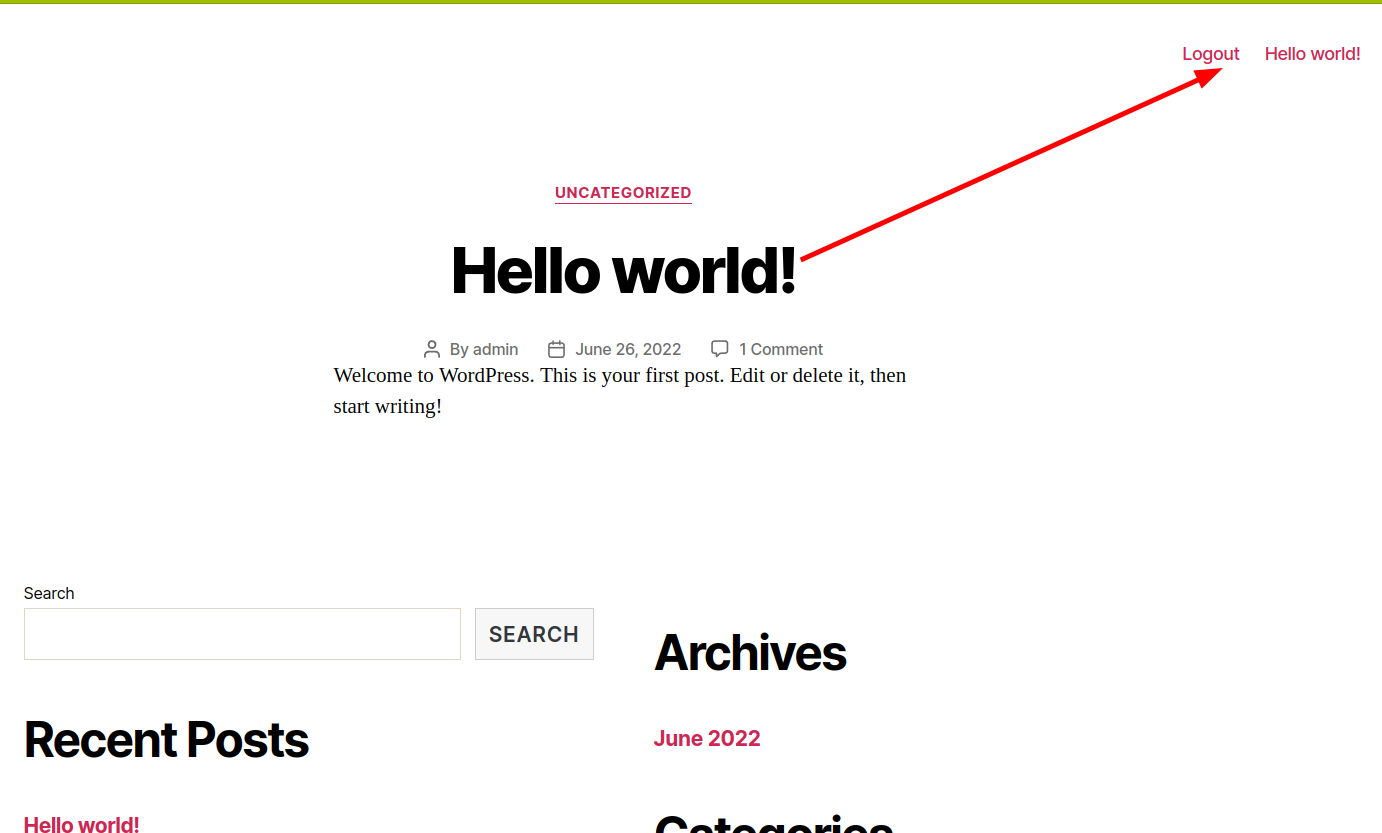 Logout Hello world!
UNCATEGORIZED
Hello world!
By admin June 26, 2022 1 Comment
Welcome to WordPress. This is your first post. Edit or delete it, then
start writing!
Search
SEARCH
Recent Posts
Hello world!
Archives
June 2022
Categories